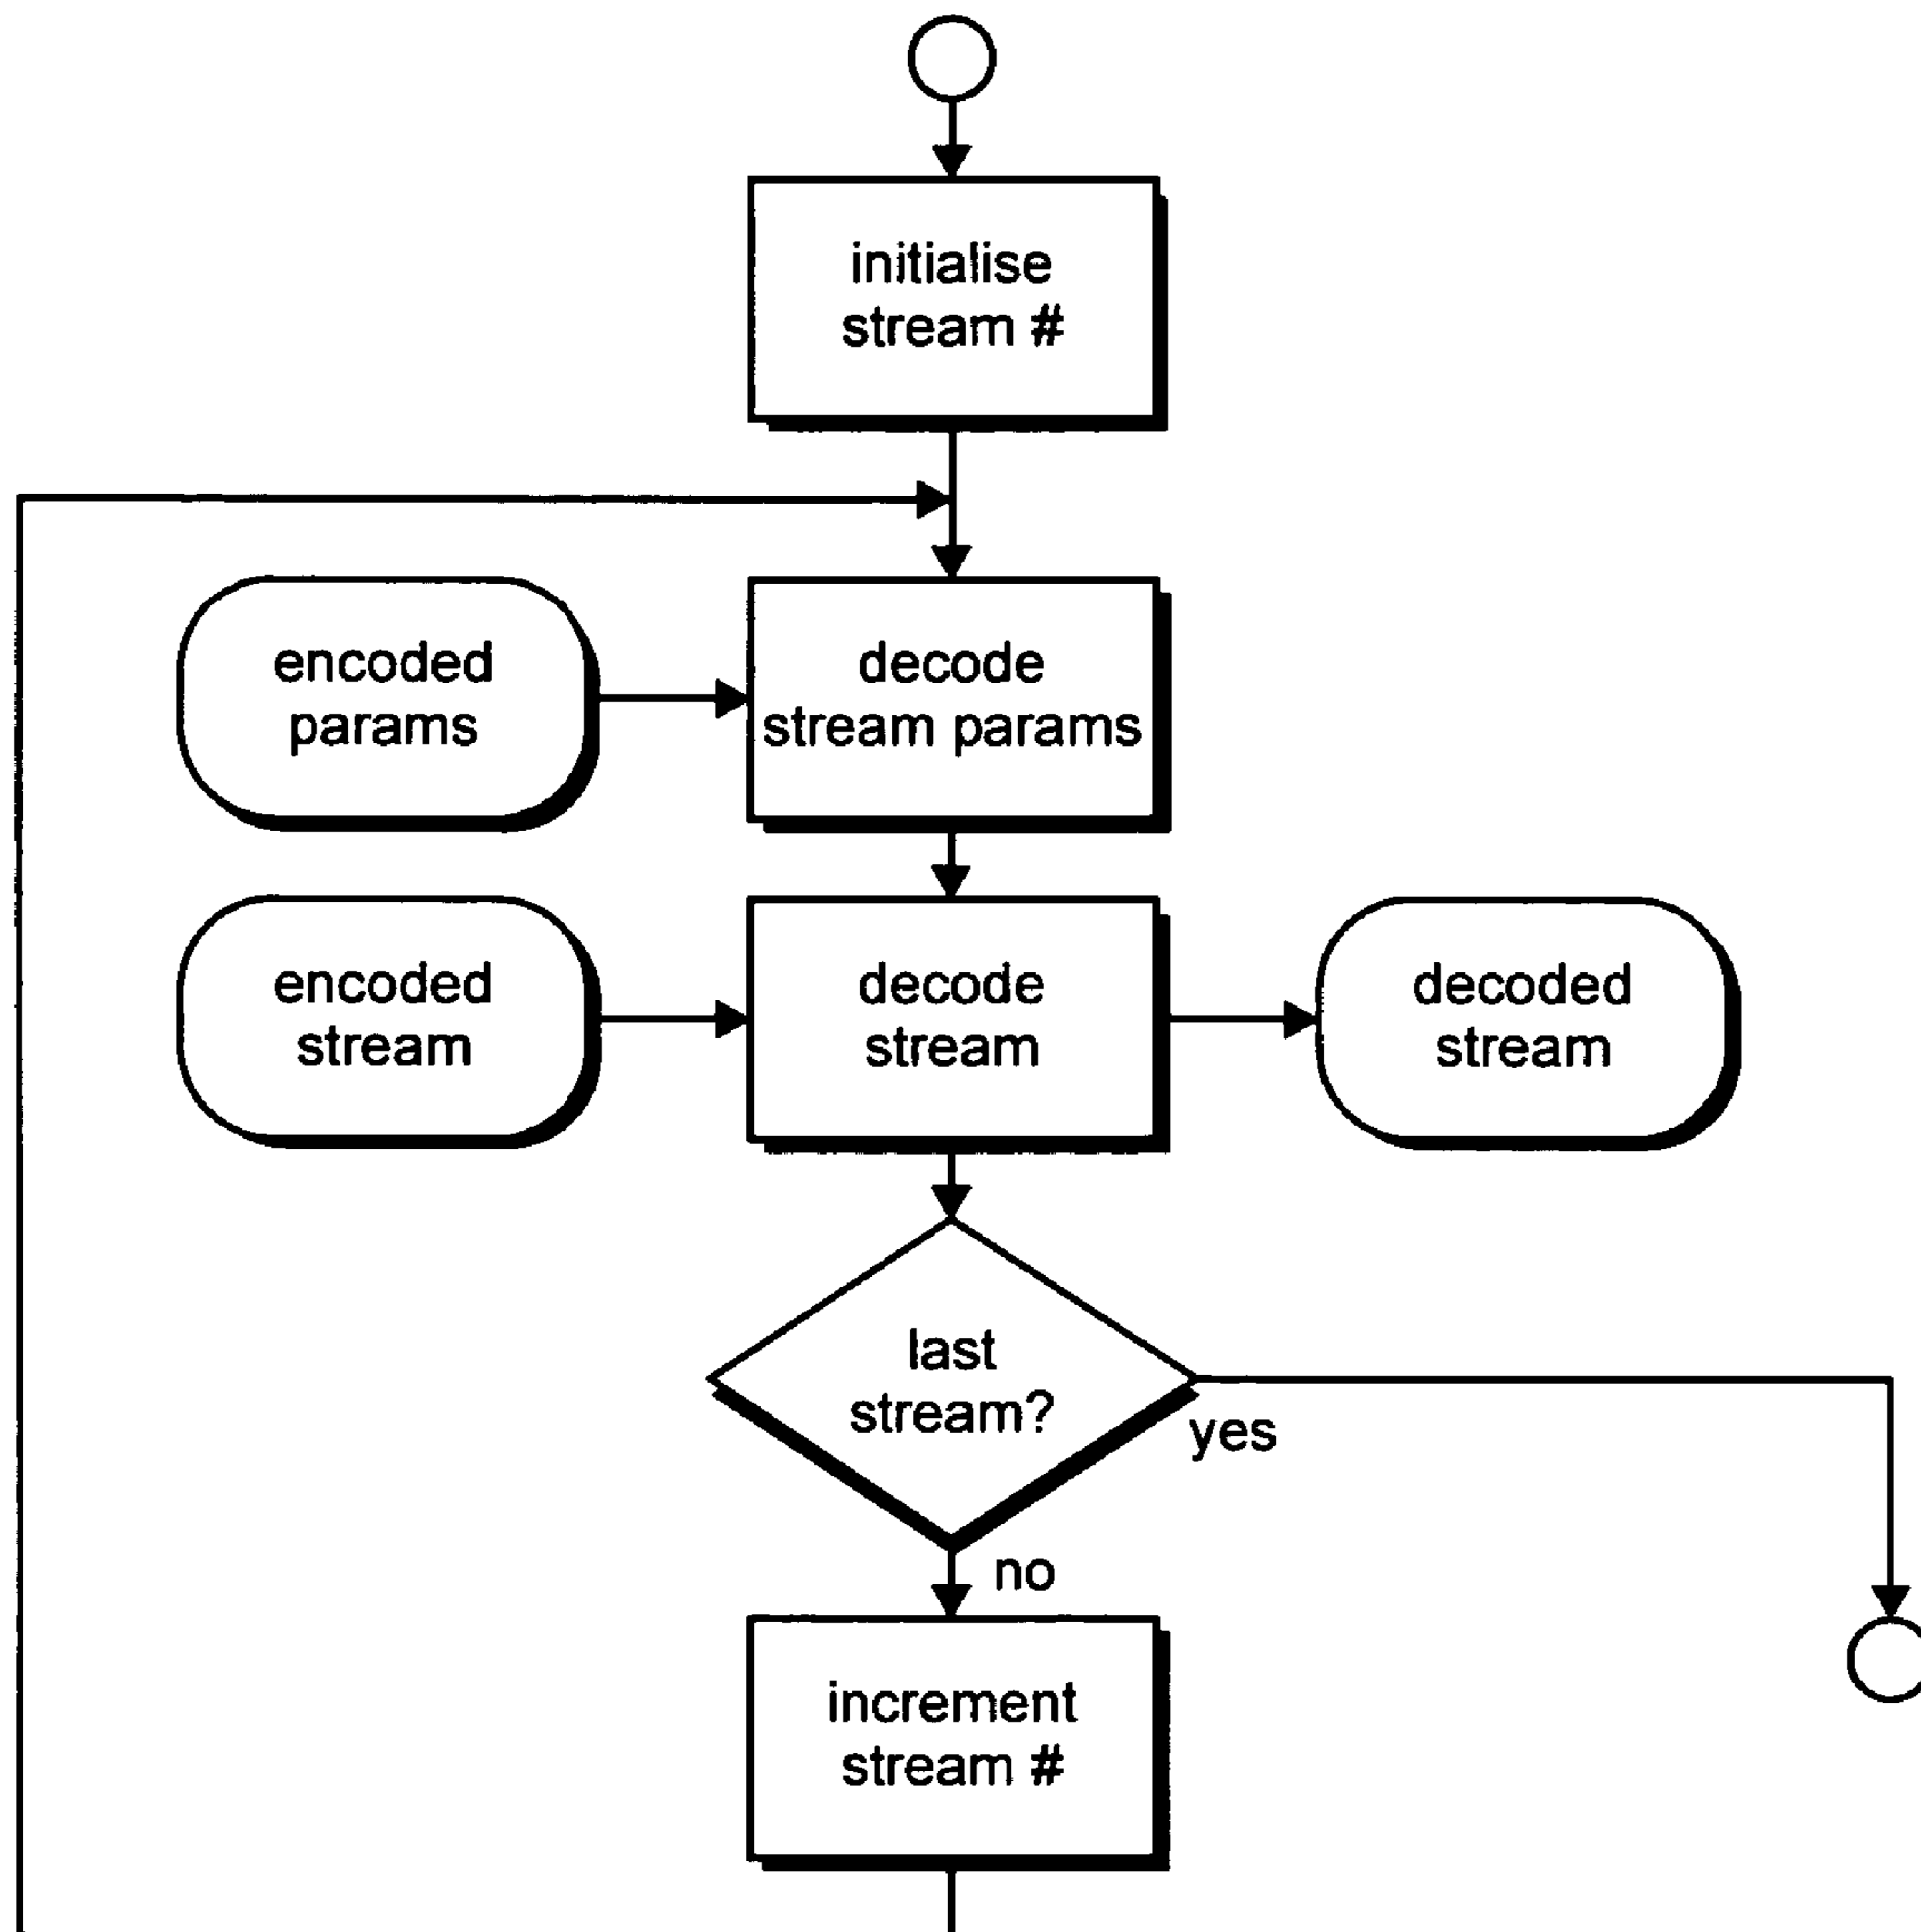 initialise
stream #
encoded
params
decode
stream params
encoded
stream
decode
stream
decoded
stream
last
stream?
yes
no
increment
stream #